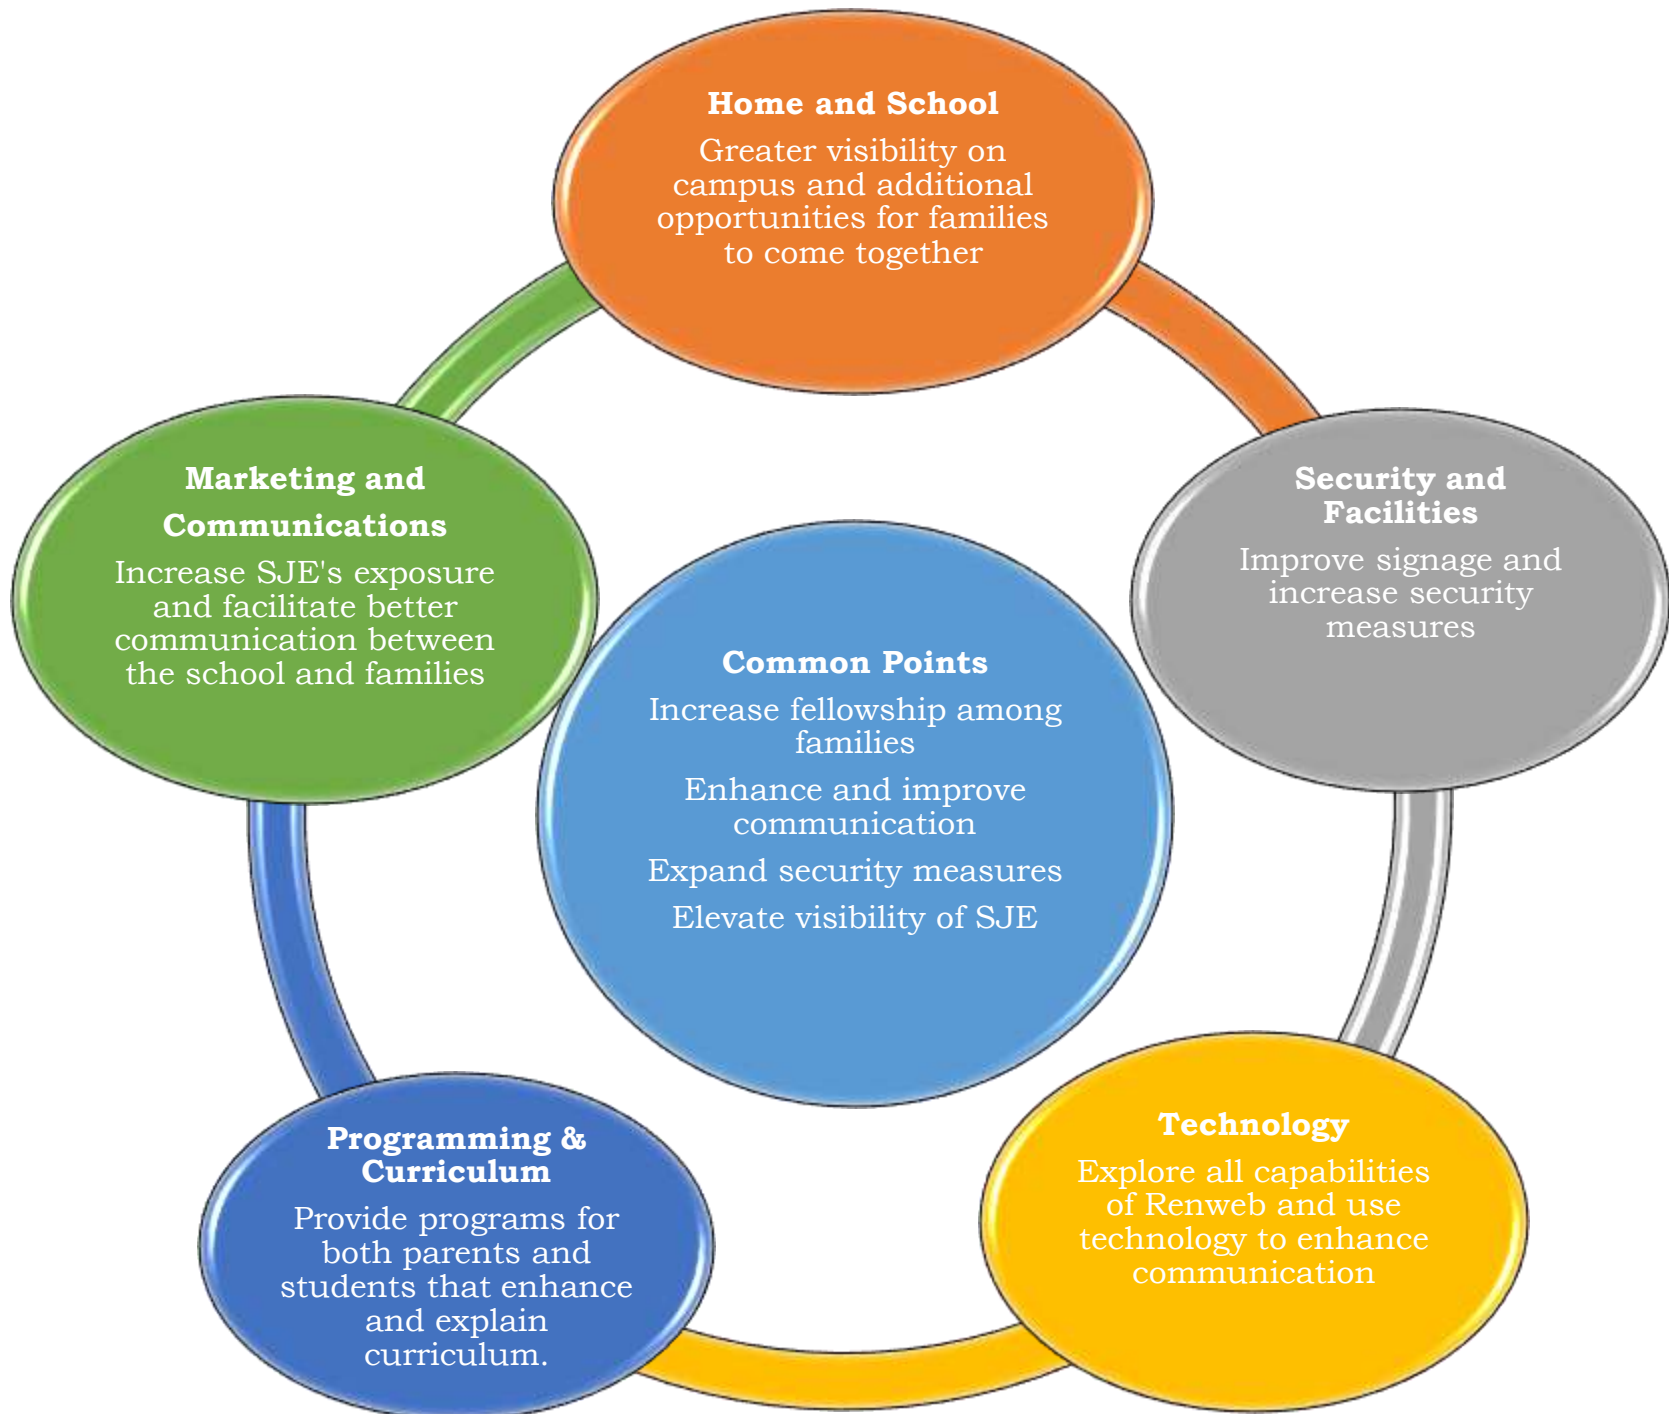 Home and School
Greater visibility on
campus and additional
opportunities for families
to come together
Marketing and
Communications
Increase SJE's exposure
and facilitate better
communication between
the school and families
Security and
Facilities
Improve signage and
increase security
measures
Common Points
Increase fellowship among
families
Enhance and improve
communication
Expand security measures
Elevate visibility of SJE
Programming &
Curriculum
Provide programs for
both parents and
students that enhance
and explain
curriculum.
Technology
Explore all capabilities
of Renweb and use
technology to enhance
communication